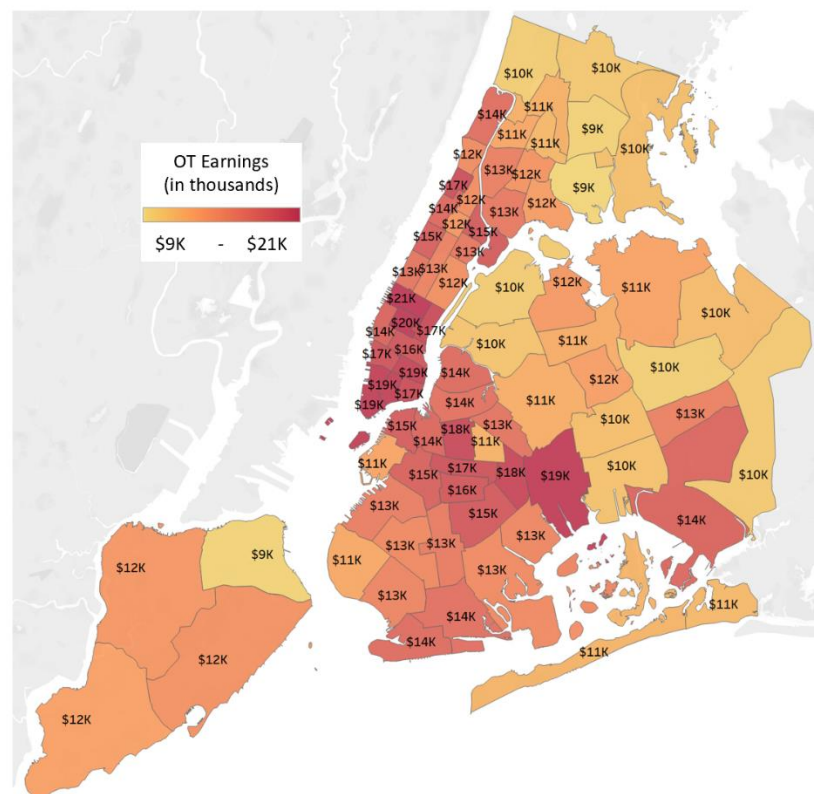 $10K
$10K
$14K
$11K
$11K
$11K
$9K
$10K
OT Earnings
(in thousands)
$9K - $21K
$12K
$13K
$12K
$17K
$12K
$9K
$14K
$13K
$12K
$12K
$15K
$15K
$13K
$13K
$13K
$12K
$10K
$12K
$11K
$10K
$21K
$20K
$17K
$14K
$10K
$11K
$16K
$17K
$10K
$14K
$19K
$12K
$19K
$17K
$11K
$14K
$19K
$13K
$10K
$15K
$18K
$13K
$14K
$11K
$11K
$17K
$18K
$19K
$10K
$10K
$15K
$16K
$13K
$15K
$14K
$13K
$13K
$13K
$9K
$11K
$12K
$13K
$13K
$11K
$14K
$14K
$12K
$11K
$12K